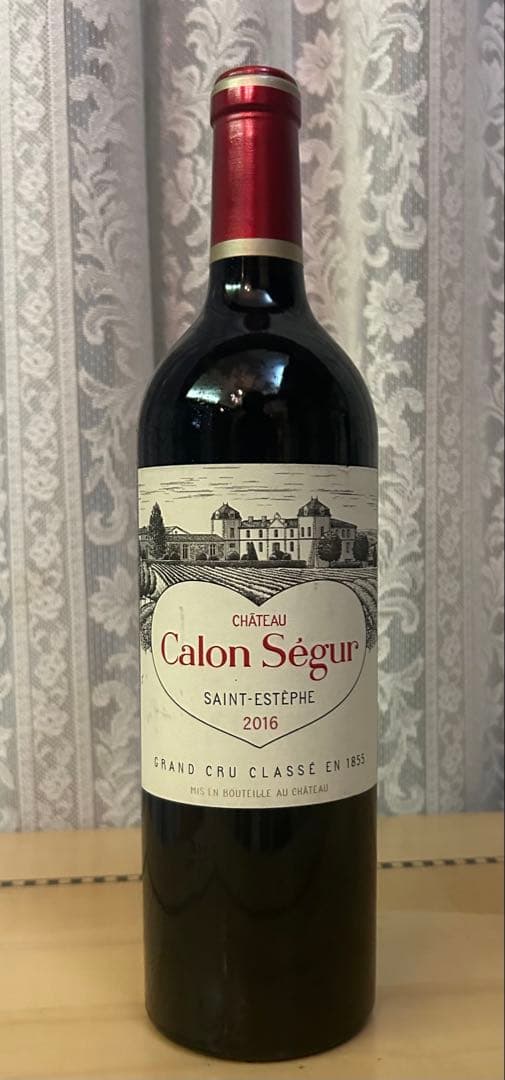 CHÂTEAU
Calon Ségur
SAINT-ESTÈPHE
2016
GRAND CRU CLASSÉ EN 1855
MIS EN BOUTEILLE AU CHÂTEAU